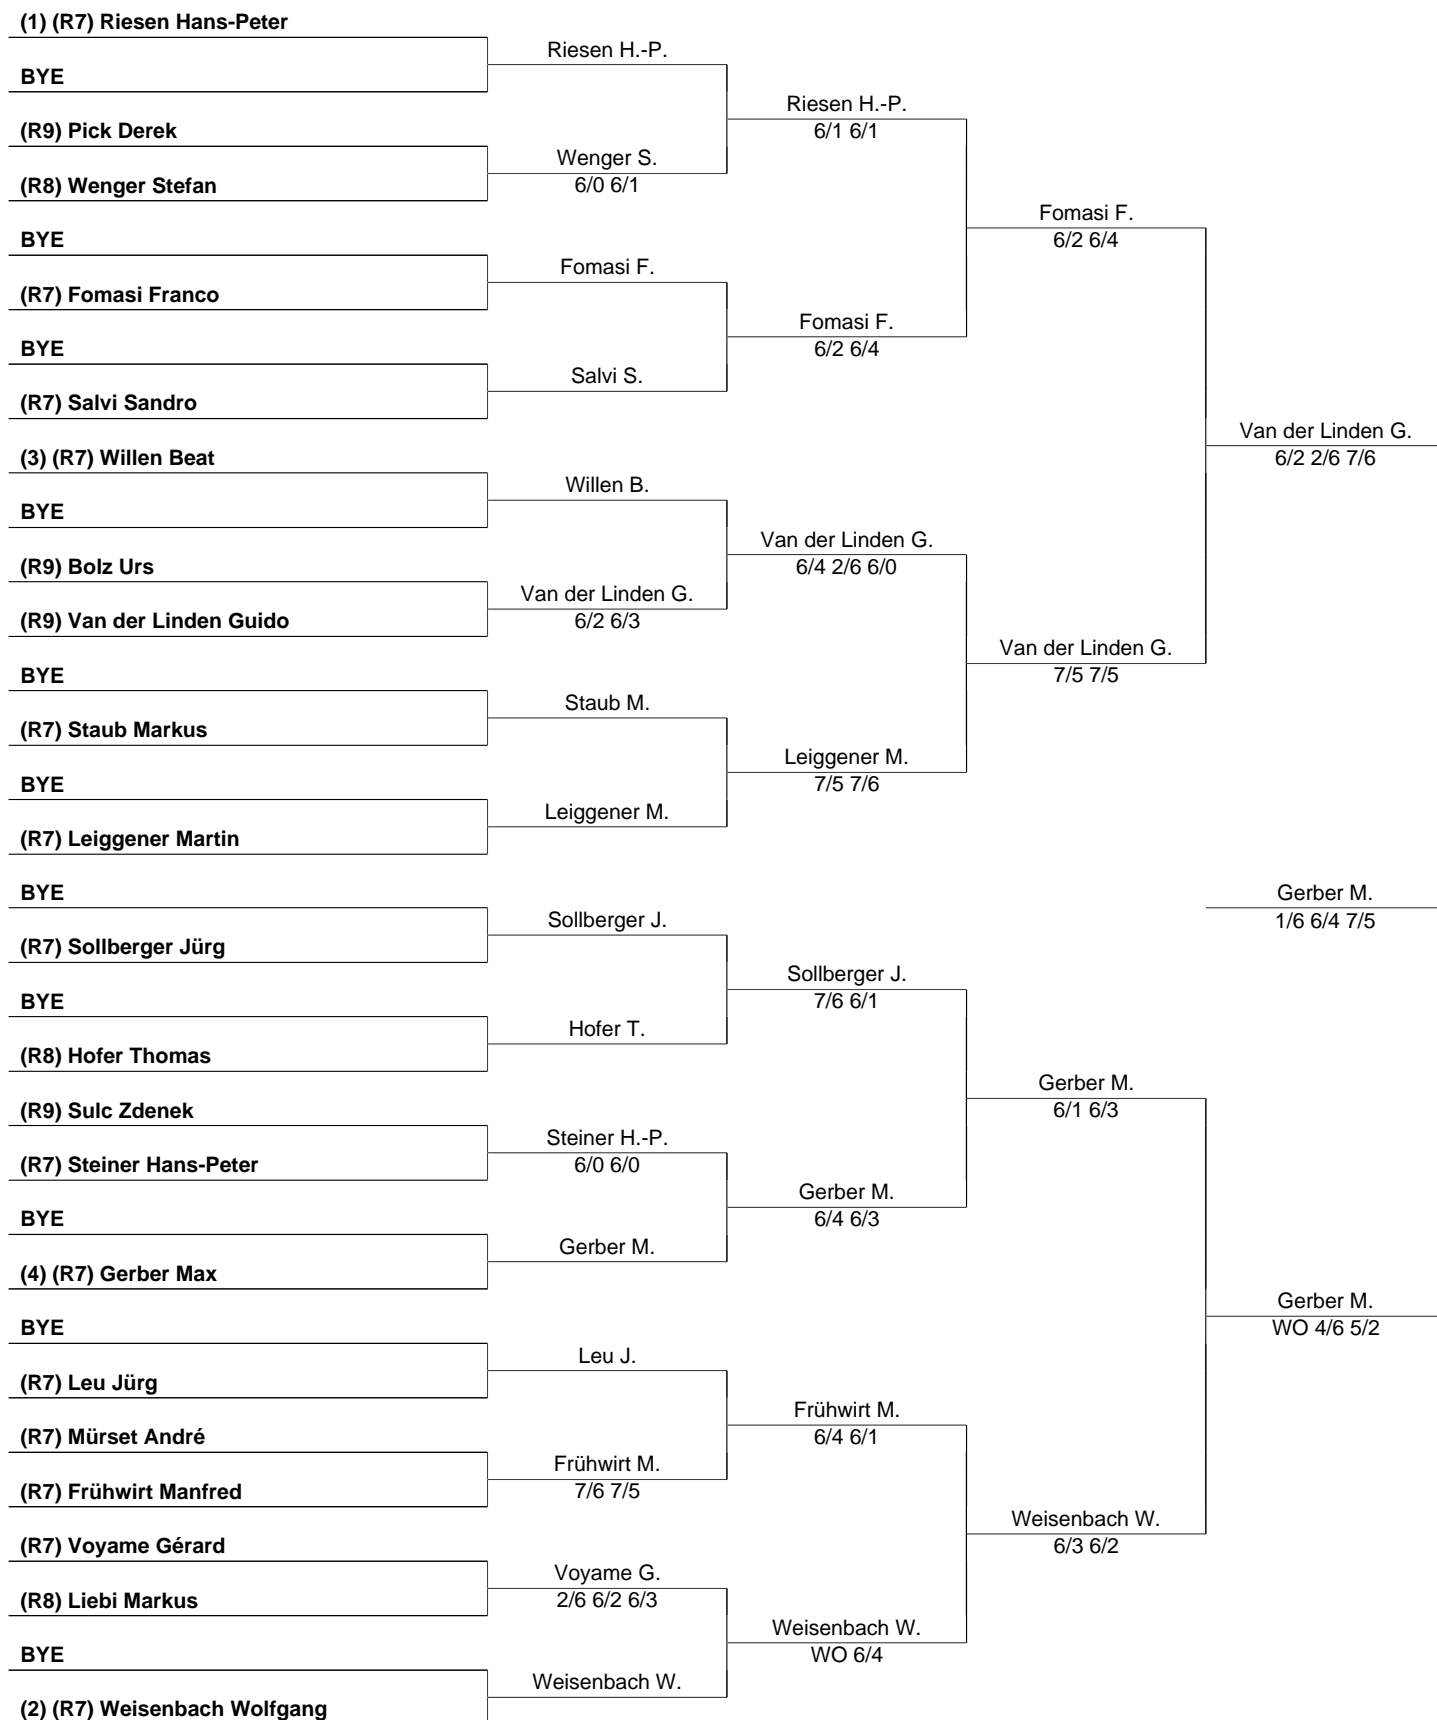 (1) (R7) Riesen Hans-Peter
Riesen H.-P.
BYE
Riesen H.-P.
6/1 6/1
(R9) Pick Derek
Wenger S.
6/0 6/1
(R8) Wenger Stefan
Fomasi F.
6/2 6/4
BYE
Fomasi F.
(R7) Fomasi Franco
Fomasi F.
6/2 6/4
BYE
Salvi S.
(R7) Salvi Sandro
Van der Linden G.
6/2 2/6 7/6
(3) (R7) Willen Beat
Willen B.
BYE
Van der Linden G.
6/4 2/6 6/0
(R9) Bolz Urs
Van der Linden G.
6/2 6/3
(R9) Van der Linden Guido
Van der Linden G.
7/5 7/5
BYE
Staub M.
(R7) Staub Markus
Leiggener M.
7/5 7/6
BYE
Leiggener M.
(R7) Leiggener Martin
BYE
Gerber M.
1/6 6/4 7/5
Sollberger J.
(R7) Sollberger Jürg
Sollberger J.
7/6 6/1
BYE
Hofer T.
(R8) Hofer Thomas
Gerber M.
6/1 6/3
(R9) Sulc Zdenek
Steiner H.-P.
6/0 6/0
(R7) Steiner Hans-Peter
Gerber M.
6/4 6/3
BYE
Gerber M.
(4) (R7) Gerber Max
Gerber M.
WO 4/6 5/2
BYE
Leu J.
(R7) Leu Jürg
Frühwirt M.
6/4 6/1
(R7) Mürset André
Frühwirt M.
7/6 7/5
(R7) Frühwirt Manfred
Weisenbach W.
6/3 6/2
(R7) Voyame Gérard
Voyame G.
2/6 6/2 6/3
(R8) Liebi Markus
Weisenbach W.
WO 6/4
BYE
Weisenbach W.
(2) (R7) Weisenbach Wolfgang